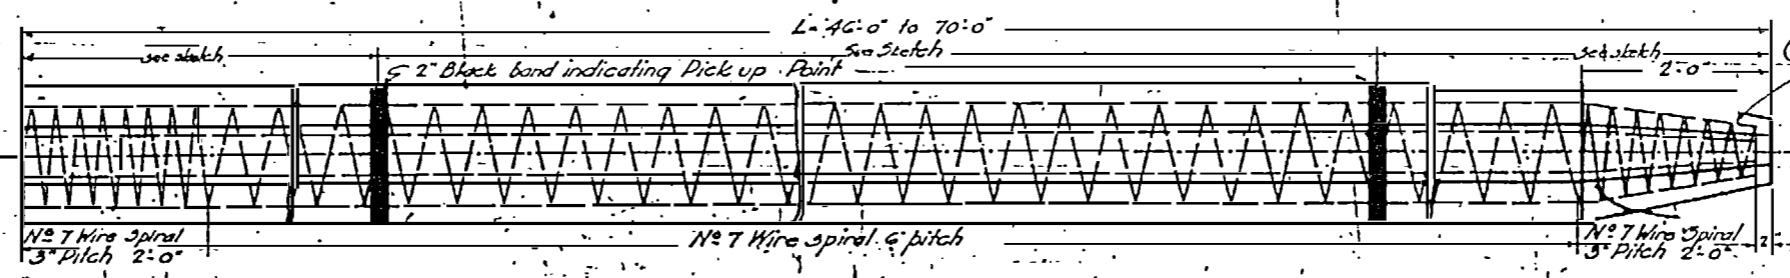 L= 46'-0" to 70'-0"
see sketch
See Sketch
see sketch
2'-0"
℄ 2" Black band indicating Pick up Point
No 7 Wire Spiral
3" Pitch 2'-0"
No 7 Wire spiral 6" pitch
No 7 Wire Spiral
3" Pitch 2'-0"
2"